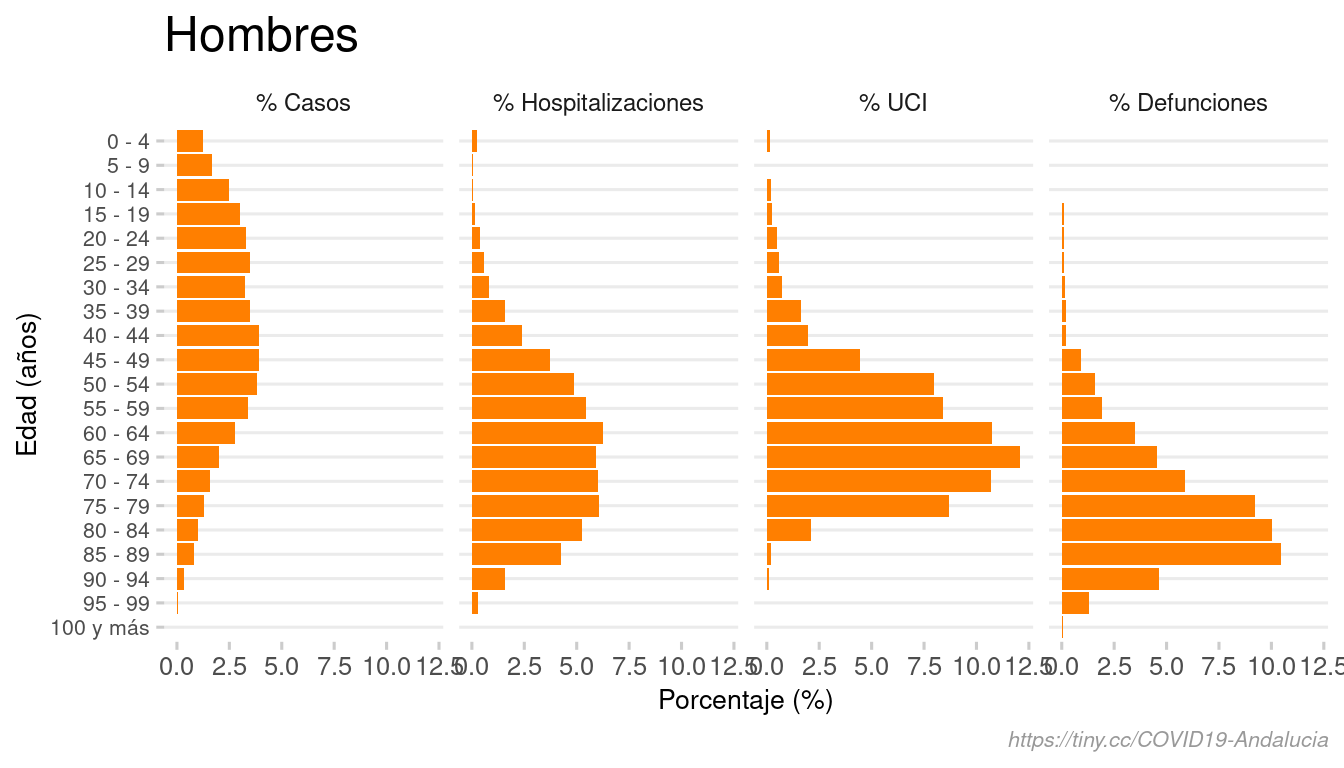 Hombres
% Casos
% Hospitalizaciones
% UCI
% Defunciones
Edad (años)
0 - 4
5 - 9
10 - 14
15 - 19
20 - 24
25 - 29
30 - 34
35 - 39
40 - 44
45 - 49
50 - 54
55 - 59
60 - 64
65 - 69
70 - 74
75 - 79
80 - 84
85 - 89
90 - 94
95 - 99
100 y más
0.0 2.5 5.0 7.5 10.0 12.5
0.0 2.5 5.0 7.5 10.0 12.5
0.0 2.5 5.0 7.5 10.0 12.5
0.0 2.5 5.0 7.5 10.0 12.5
Porcentaje (%)
https://tiny.cc/COVID19-Andalucia